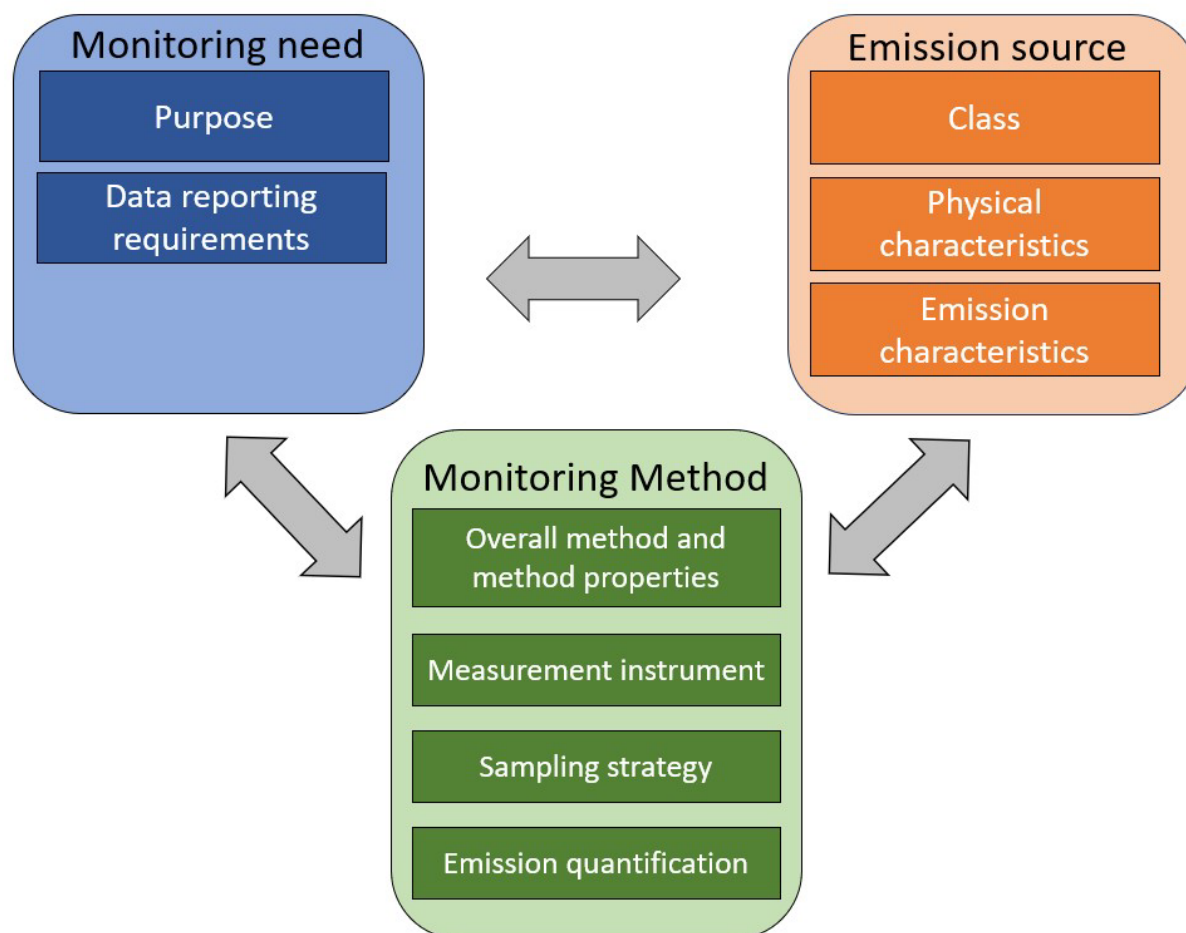 Monitoring need
Purpose
Data reporting
requirements
Emission source
Class
Physical
characteristics
Emission
characteristics
Monitoring Method
Overall method and
method properties
Measurement instrument
Sampling strategy
Emission quantification